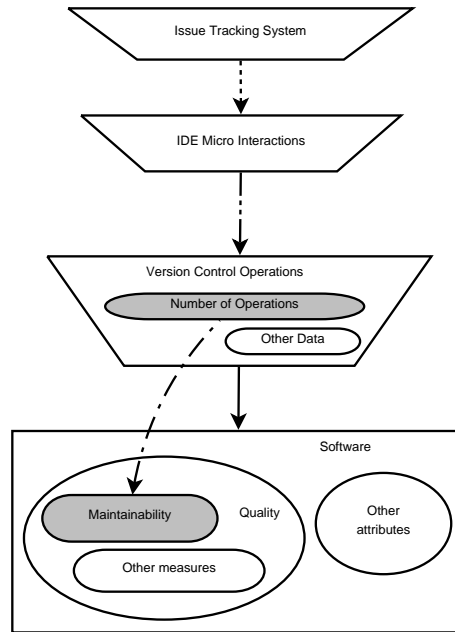 Issue Tracking System
IDE Micro Interactions
Version Control Operations
Number of Operations
Other Data
Software
Maintainability
Quality
Other measures
Other
attributes